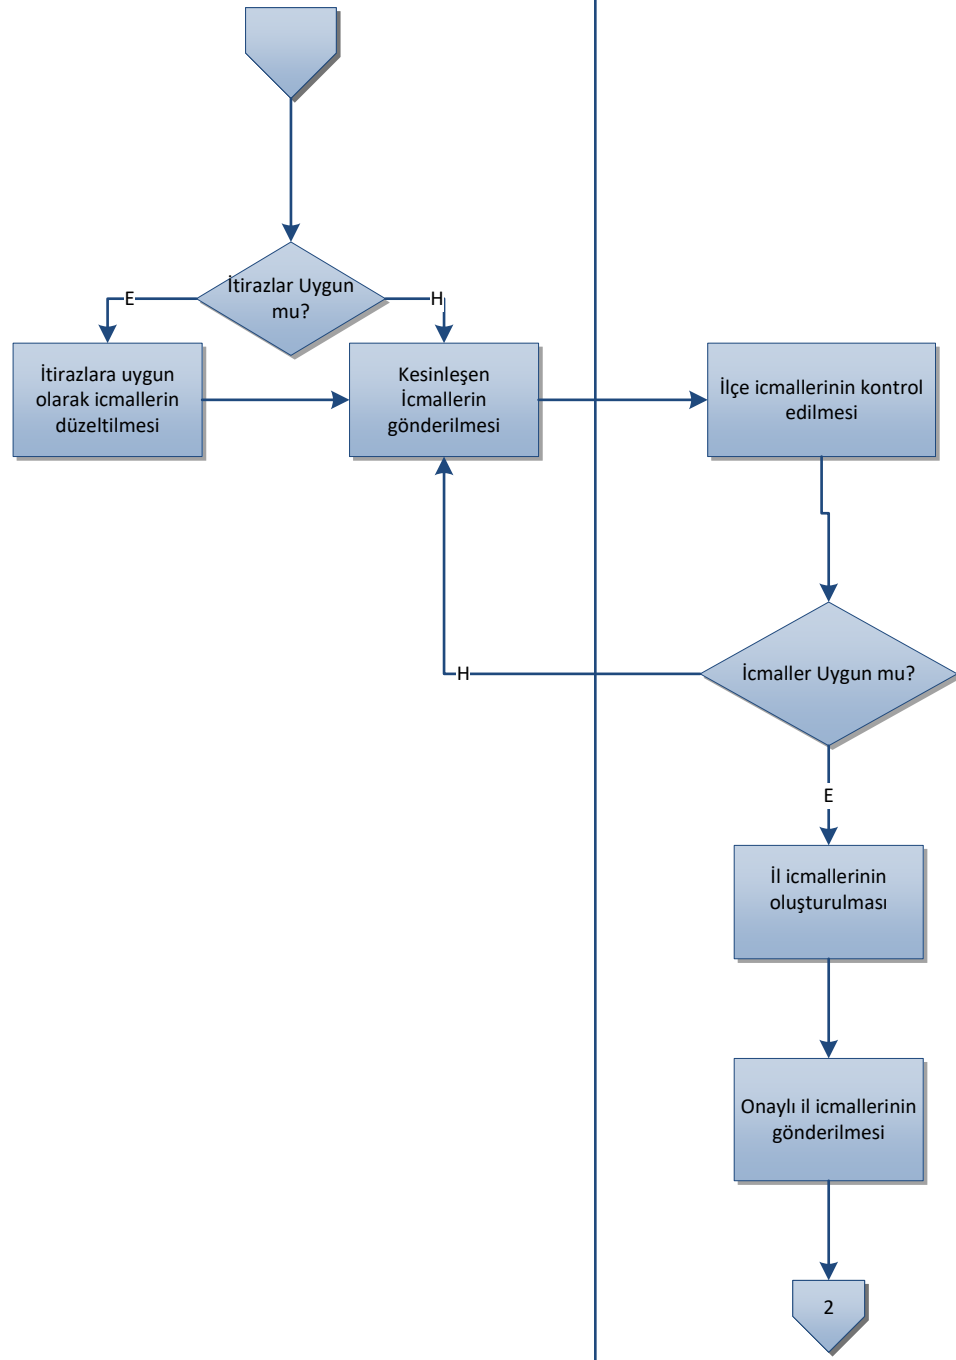 İtirazlar Uygun
mu?
E
H
İtirazlara uygun
olarak icmallerin
düzeltilmesi
Kesinleşen
İcmallerin
gönderilmesi
İlçe icmallerinin kontrol
edilmesi
İcmaller Uygun mu?
H
E
İl icmallerinin
oluşturulması
Onaylı il icmallerinin
gönderilmesi
2